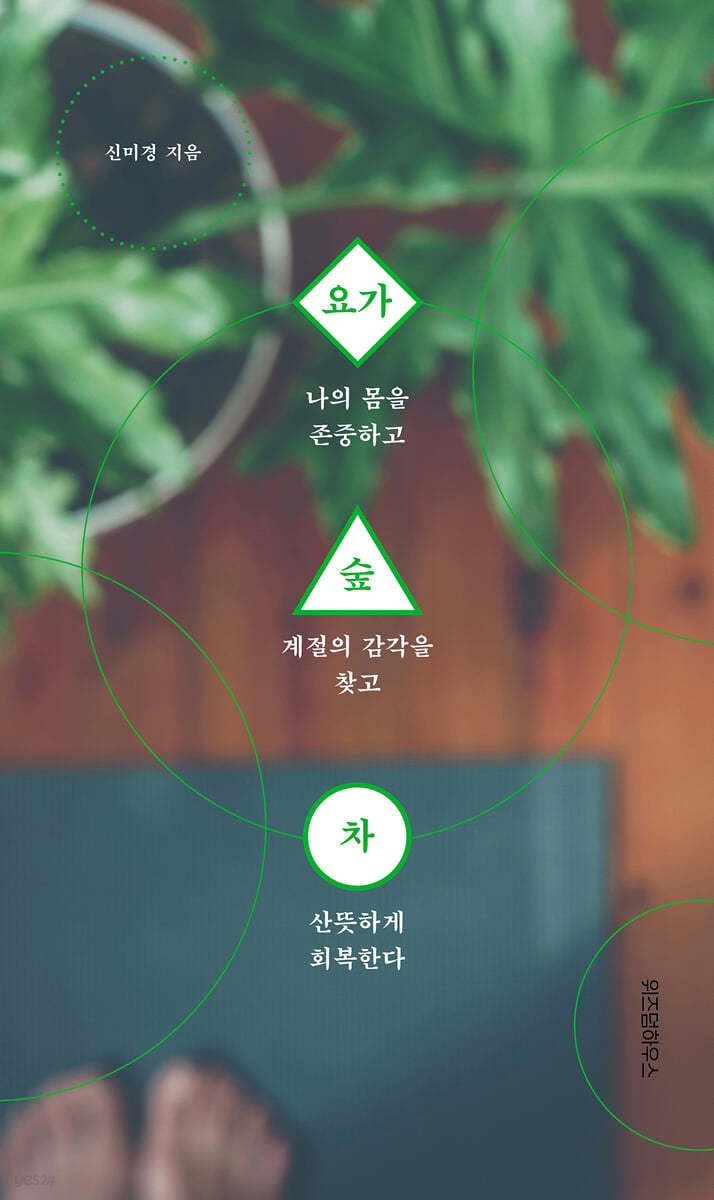 신미경 지음
요가
나의 몸을
존중하고
숲
계절의 감각을
찾고
차
산뜻하게
회복한다
위즈덤하우스
yes24